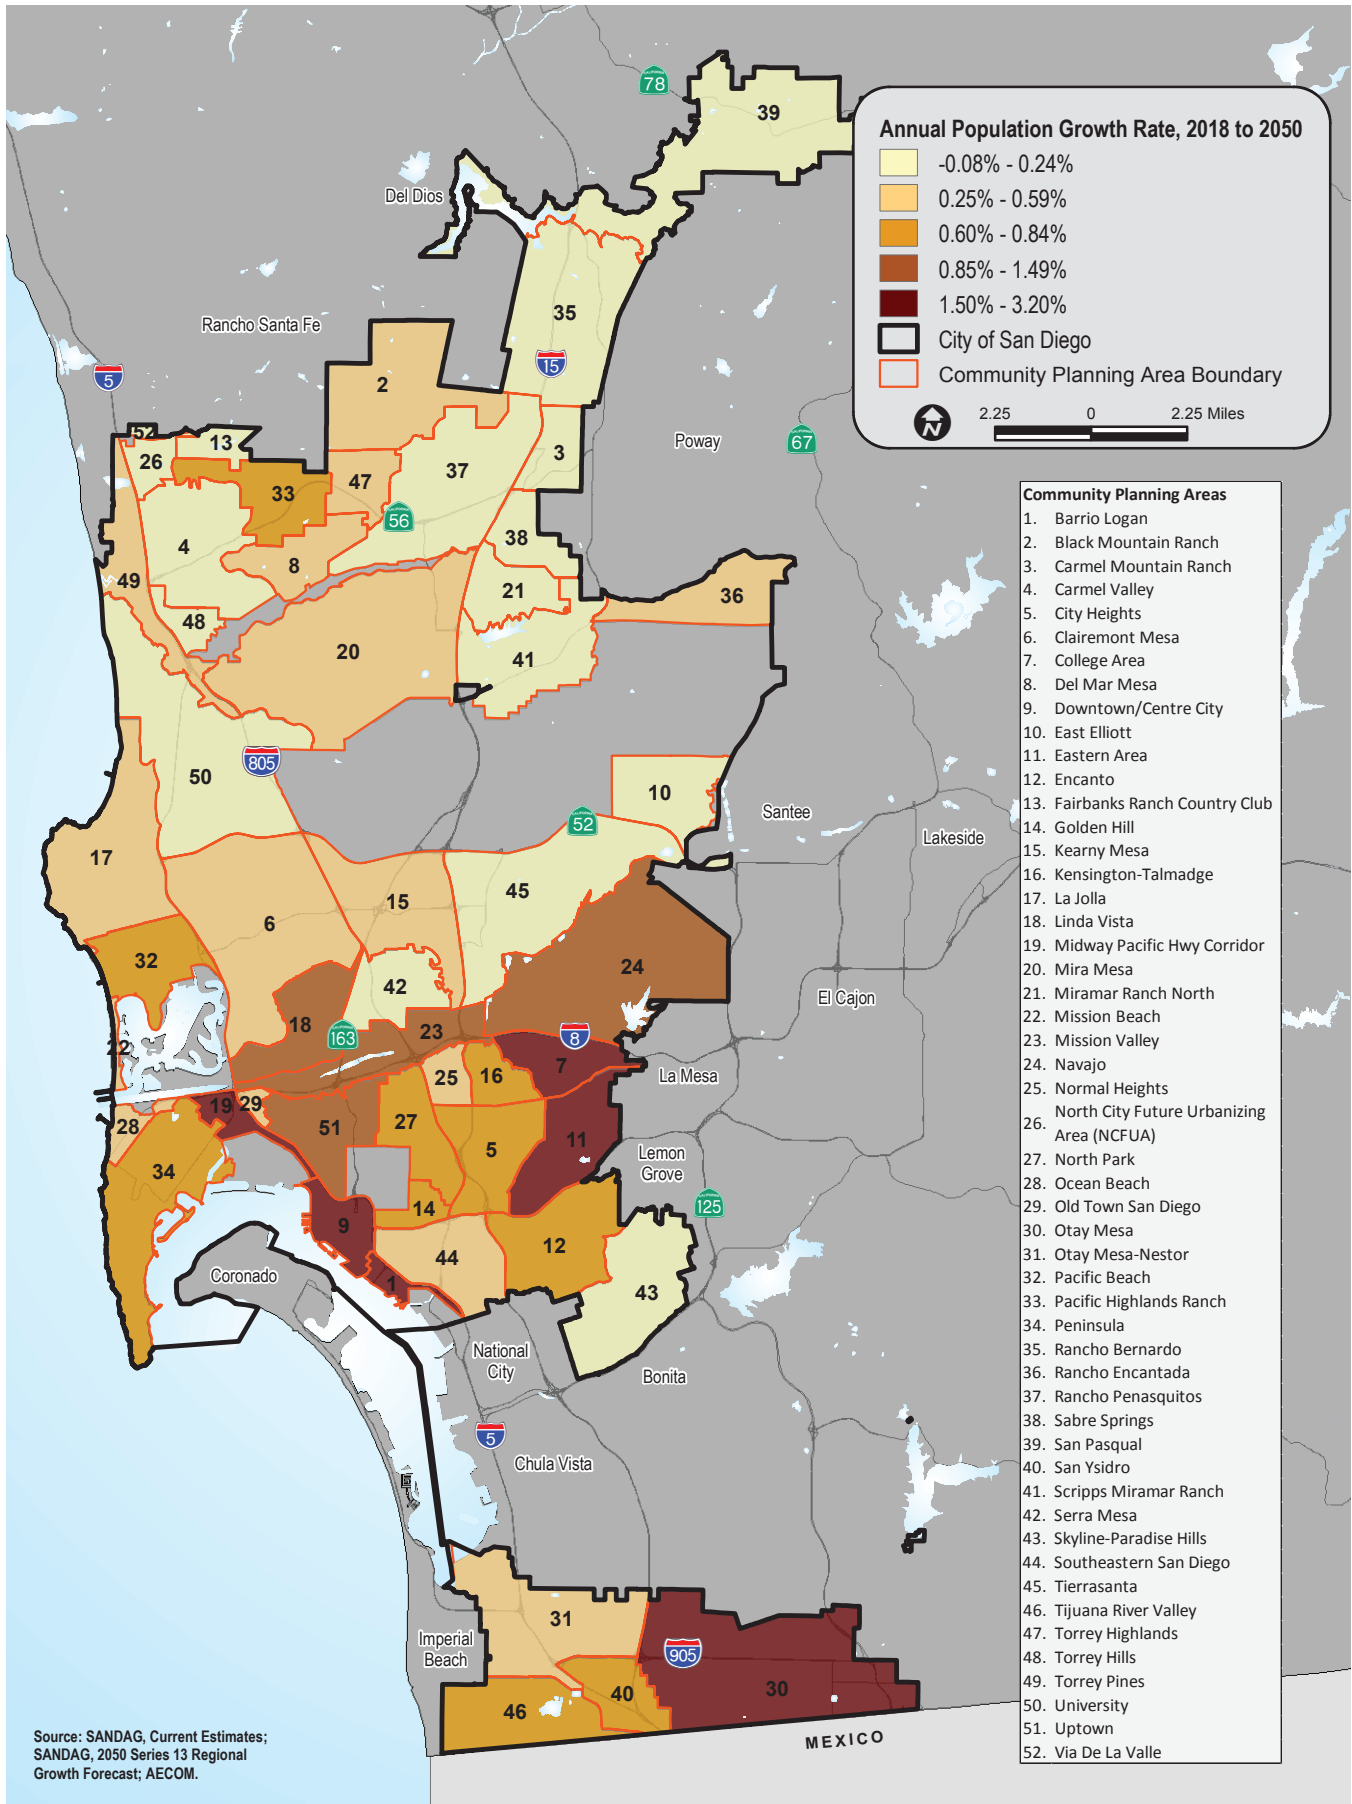 78
39
Annual Population Growth Rate, 2018 to 2050
-0.08% - 0.24%
0.25% - 0.59%
0.60% - 0.84%
0.85% - 1.49%
1.50% - 3.20%
City of San Diego
Community Planning Area Boundary
N
2.25 0 2.25 Miles
Del Dios
35
Rancho Santa Fe
15
5
2
Poway
67
52
13
26
3
37
47
33
56
38
4
8
49
21
36
48
20
41
50
805
10
Santee
52
Lakeside
17
15
45
6
32
24
42
El Cajon
18
163
23
8
22
7
La Mesa
25
16
19
29
28
51
27
11
5
34
Lemon
Grove
125
14
9
12
44
Coronado
1
43
National
City
Bonita
5
Chula Vista
31
Imperial
Beach
905
30
40
46
MEXICO
Community Planning Areas
1. Barrio Logan
2. Black Mountain Ranch
3. Carmel Mountain Ranch
4. Carmel Valley
5. City Heights
6. Clairemont Mesa
7. College Area
8. Del Mar Mesa
9. Downtown/Centre City
10. East Elliott
11. Eastern Area
12. Encanto
13. Fairbanks Ranch Country Club
14. Golden Hill
15. Kearny Mesa
16. Kensington-Talmadge
17. La Jolla
18. Linda Vista
19. Midway Pacific Hwy Corridor
20. Mira Mesa
21. Miramar Ranch North
22. Mission Beach
23. Mission Valley
24. Navajo
25. Normal Heights
26. North City Future Urbanizing
Area (NCFUA)
27. North Park
28. Ocean Beach
29. Old Town San Diego
30. Otay Mesa
31. Otay Mesa-Nestor
32. Pacific Beach
33. Pacific Highlands Ranch
34. Peninsula
35. Rancho Bernardo
36. Rancho Encantada
37. Rancho Penasquitos
38. Sabre Springs
39. San Pasqual
40. San Ysidro
41. Scripps Miramar Ranch
42. Serra Mesa
43. Skyline-Paradise Hills
44. Southeastern San Diego
45. Tierrasanta
46. Tijuana River Valley
47. Torrey Highlands
48. Torrey Hills
49. Torrey Pines
50. University
51. Uptown
52. Via De La Valle
Source: SANDAG, Current Estimates;
SANDAG, 2050 Series 13 Regional
Growth Forecast; AECOM.